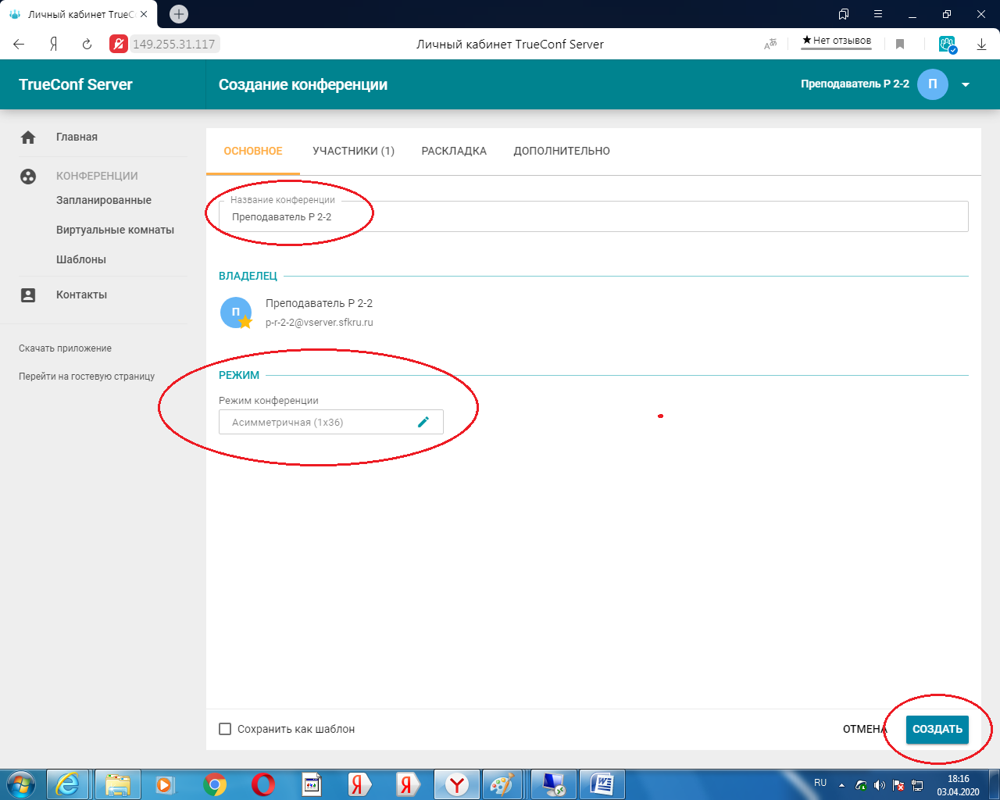 Личный кабинет TrueC
149.255.31.117
Личный кабинет TrueConf Server
★Нет отзывов
TrueConf Server
Создание конференции
Преподаватель Р 2-2
П
Главная
КОНФЕРЕНЦИИ
Запланированные
Виртуальные комнаты
Шаблоны
Контакты
Скачать приложение
Перейти на гостевую страницу
ОСНОВНОЕ
УЧАСТНИКИ (1)
РАСКЛАДКА
ДОПОЛНИТЕЛЬНО
Название конференции
Преподаватель Р 2-2
ВЛАДЕЛЕЦ
П
Преподаватель Р 2-2
p-r-2-2@vserver.sfkru.ru
РЕЖИМ
Режим конференции
Асимметричная (1x36)
Сохранить как шаблон
ОТМЕНА
СОЗДАТЬ
RU
18:16
03.04.2020